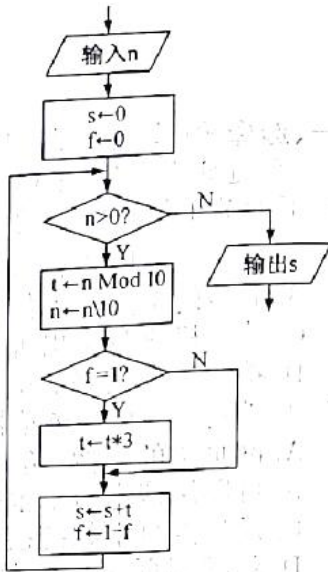 输入n
s←0
f←0
n>0?
N
Y
输出s
t←n Mod 10
n←n\10
f=1?
N
Y
t←t*3
s←s+t
f←1-f